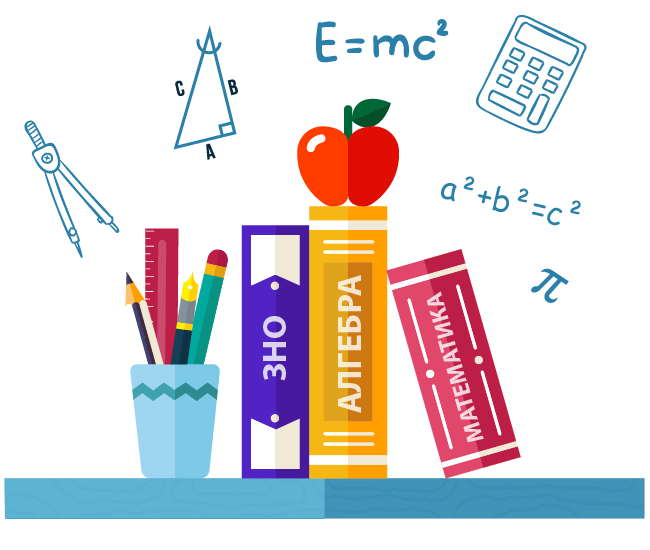 E=mc²
C
B
A
a²+b²=c²
π
ЗНО
АЛГЕБРА
МАТЕМАТИКА